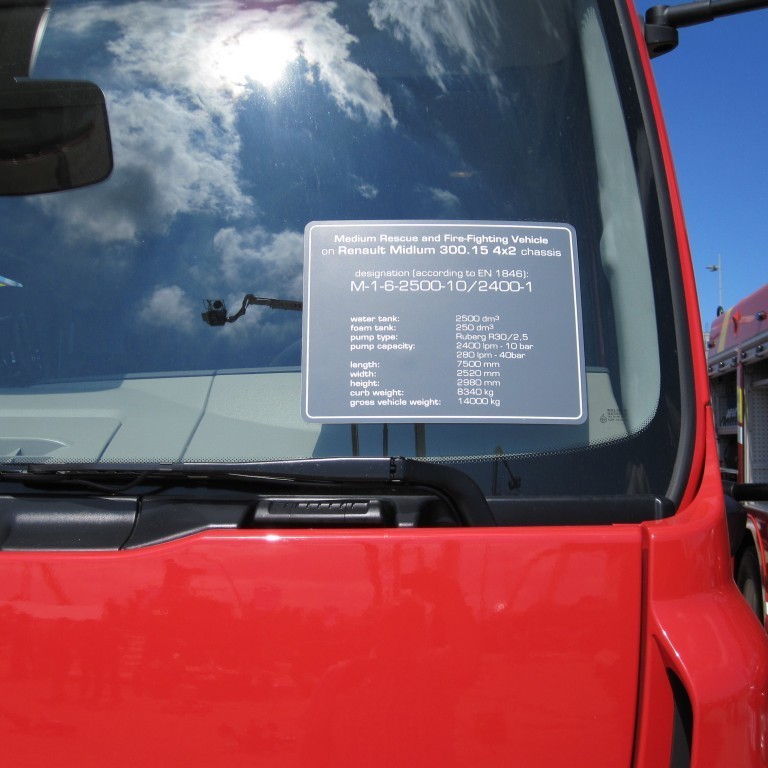 Medium Rescue and Fire-Fighting Vehicle
on Renault Midlum 300.15 4x2 chassis
designation (according to EN 1846):
M-1-6-2500-10/2400-1
water tank: 2500 dm³
foam tank: 250 dm³
pump type: Ruberg R30/2,5
pump capacity: 2400 lpm - 10 bar
280 lpm - 40bar
length: 7500 mm
width: 2520 mm
height: 2980 mm
curb weight: 8340 kg
gross vehicle weight: 14000 kg